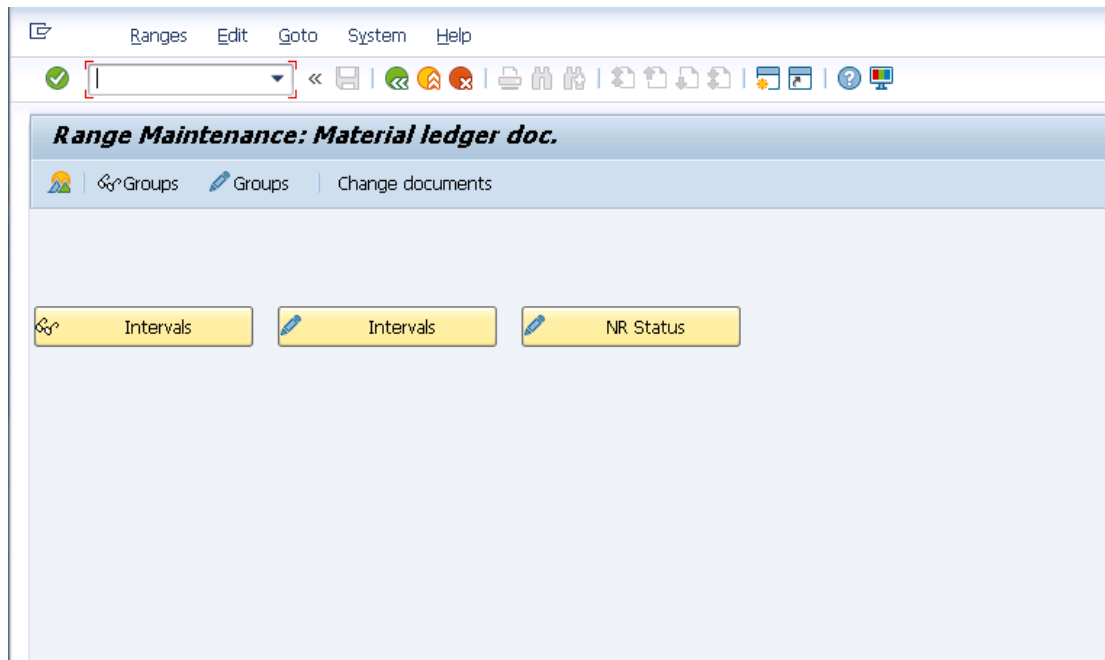 Ranges Edit Goto System Help
Range Maintenance: Material ledger doc.
Groups Groups Change documents
Intervals Intervals NR Status